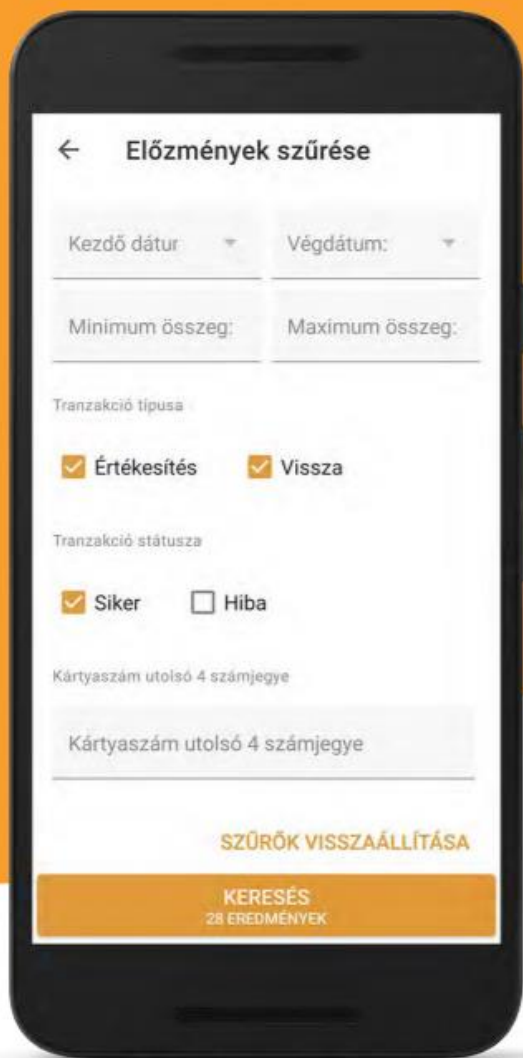 Előzmények szűrése
Kezdő dátur
Végdátum:
Minimum összeg:
Maximum összeg:
Tranzakció típusa
Értékesítés
Vissza
Tranzakció státusza
Siker
Hiba
Kártyaszám utolsó 4 számjegye
Kártyaszám utolsó 4 számjegye
SZŰRŐK VISSZAÁLLÍTÁSA
KERESÉS
28 EREDMÉNYEK